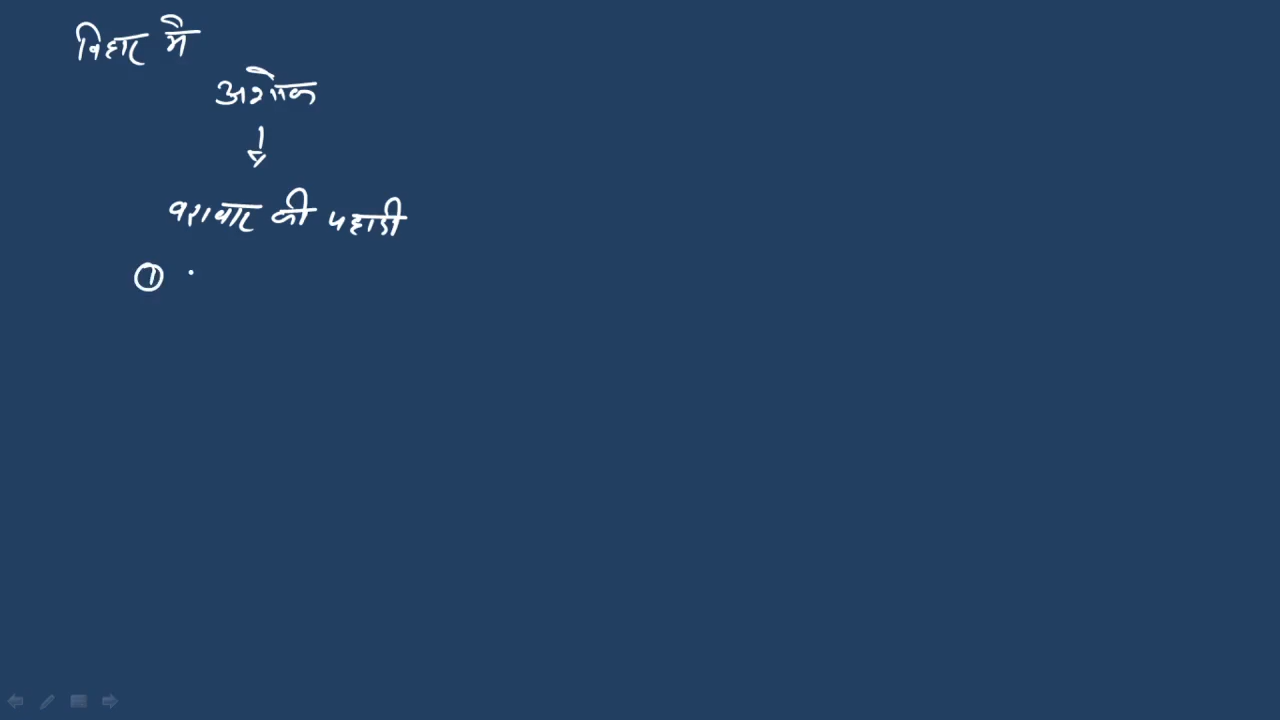 बिहार में
अशोक
↓
बराबार की पहाडी
①